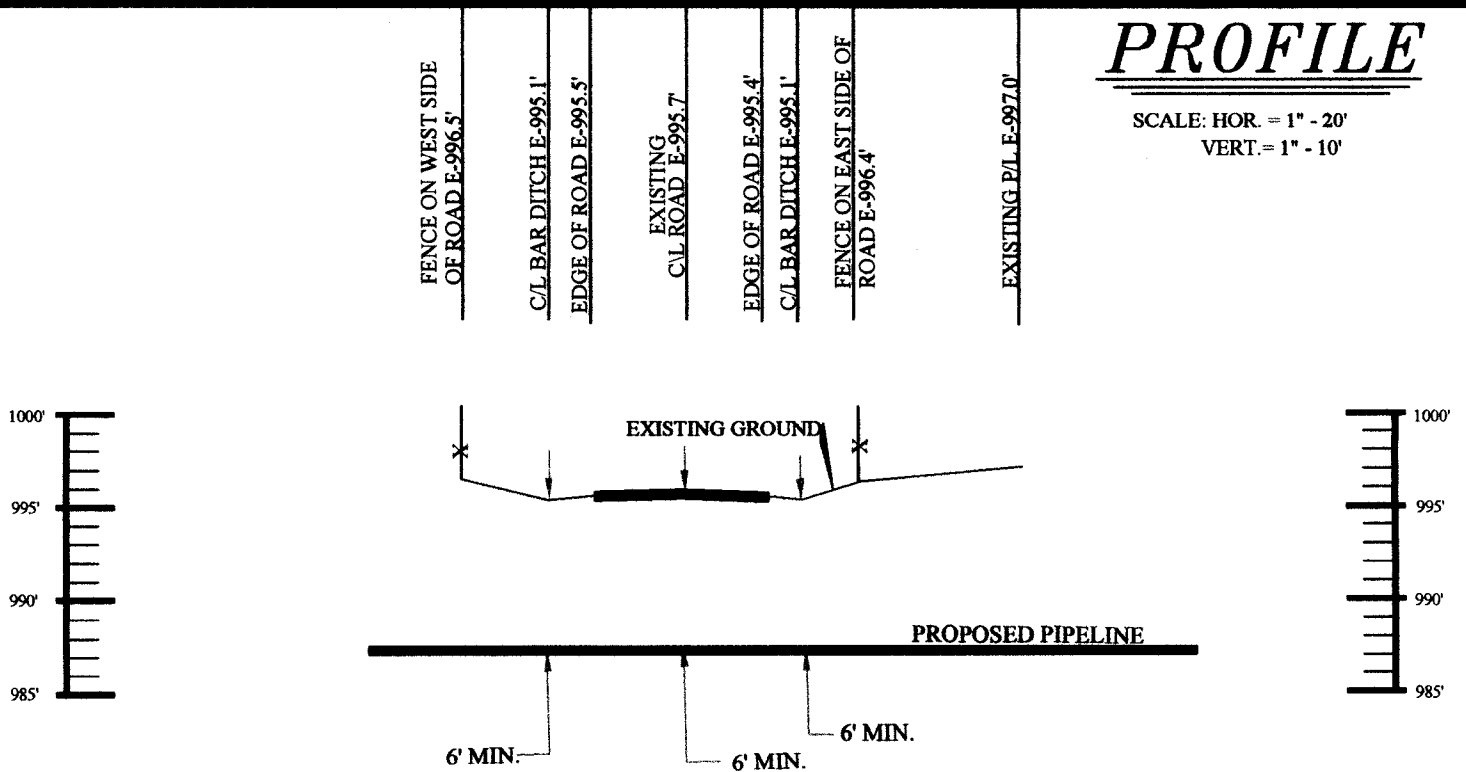 PROFILE
SCALE: HOR. = 1" - 20'
VERT.= 1" - 10'
FENCE ON WEST SIDE
OF ROAD E-996.5'
C/L BAR DITCH E-995.1'
EDGE OF ROAD E-995.5'
EXISTING
C\L ROAD E-995.7'
EDGE OF ROAD E-995.4'
C/L BAR DITCH E-995.1'
FENCE ON EAST SIDE OF
ROAD E-996.4'
EXISTING P/L E-997.0'
1000'
995'
990'
985'
X
EXISTING GROUND
X
1000'
995'
990'
985'
PROPOSED PIPELINE
6' MIN.
6' MIN.
6' MIN.